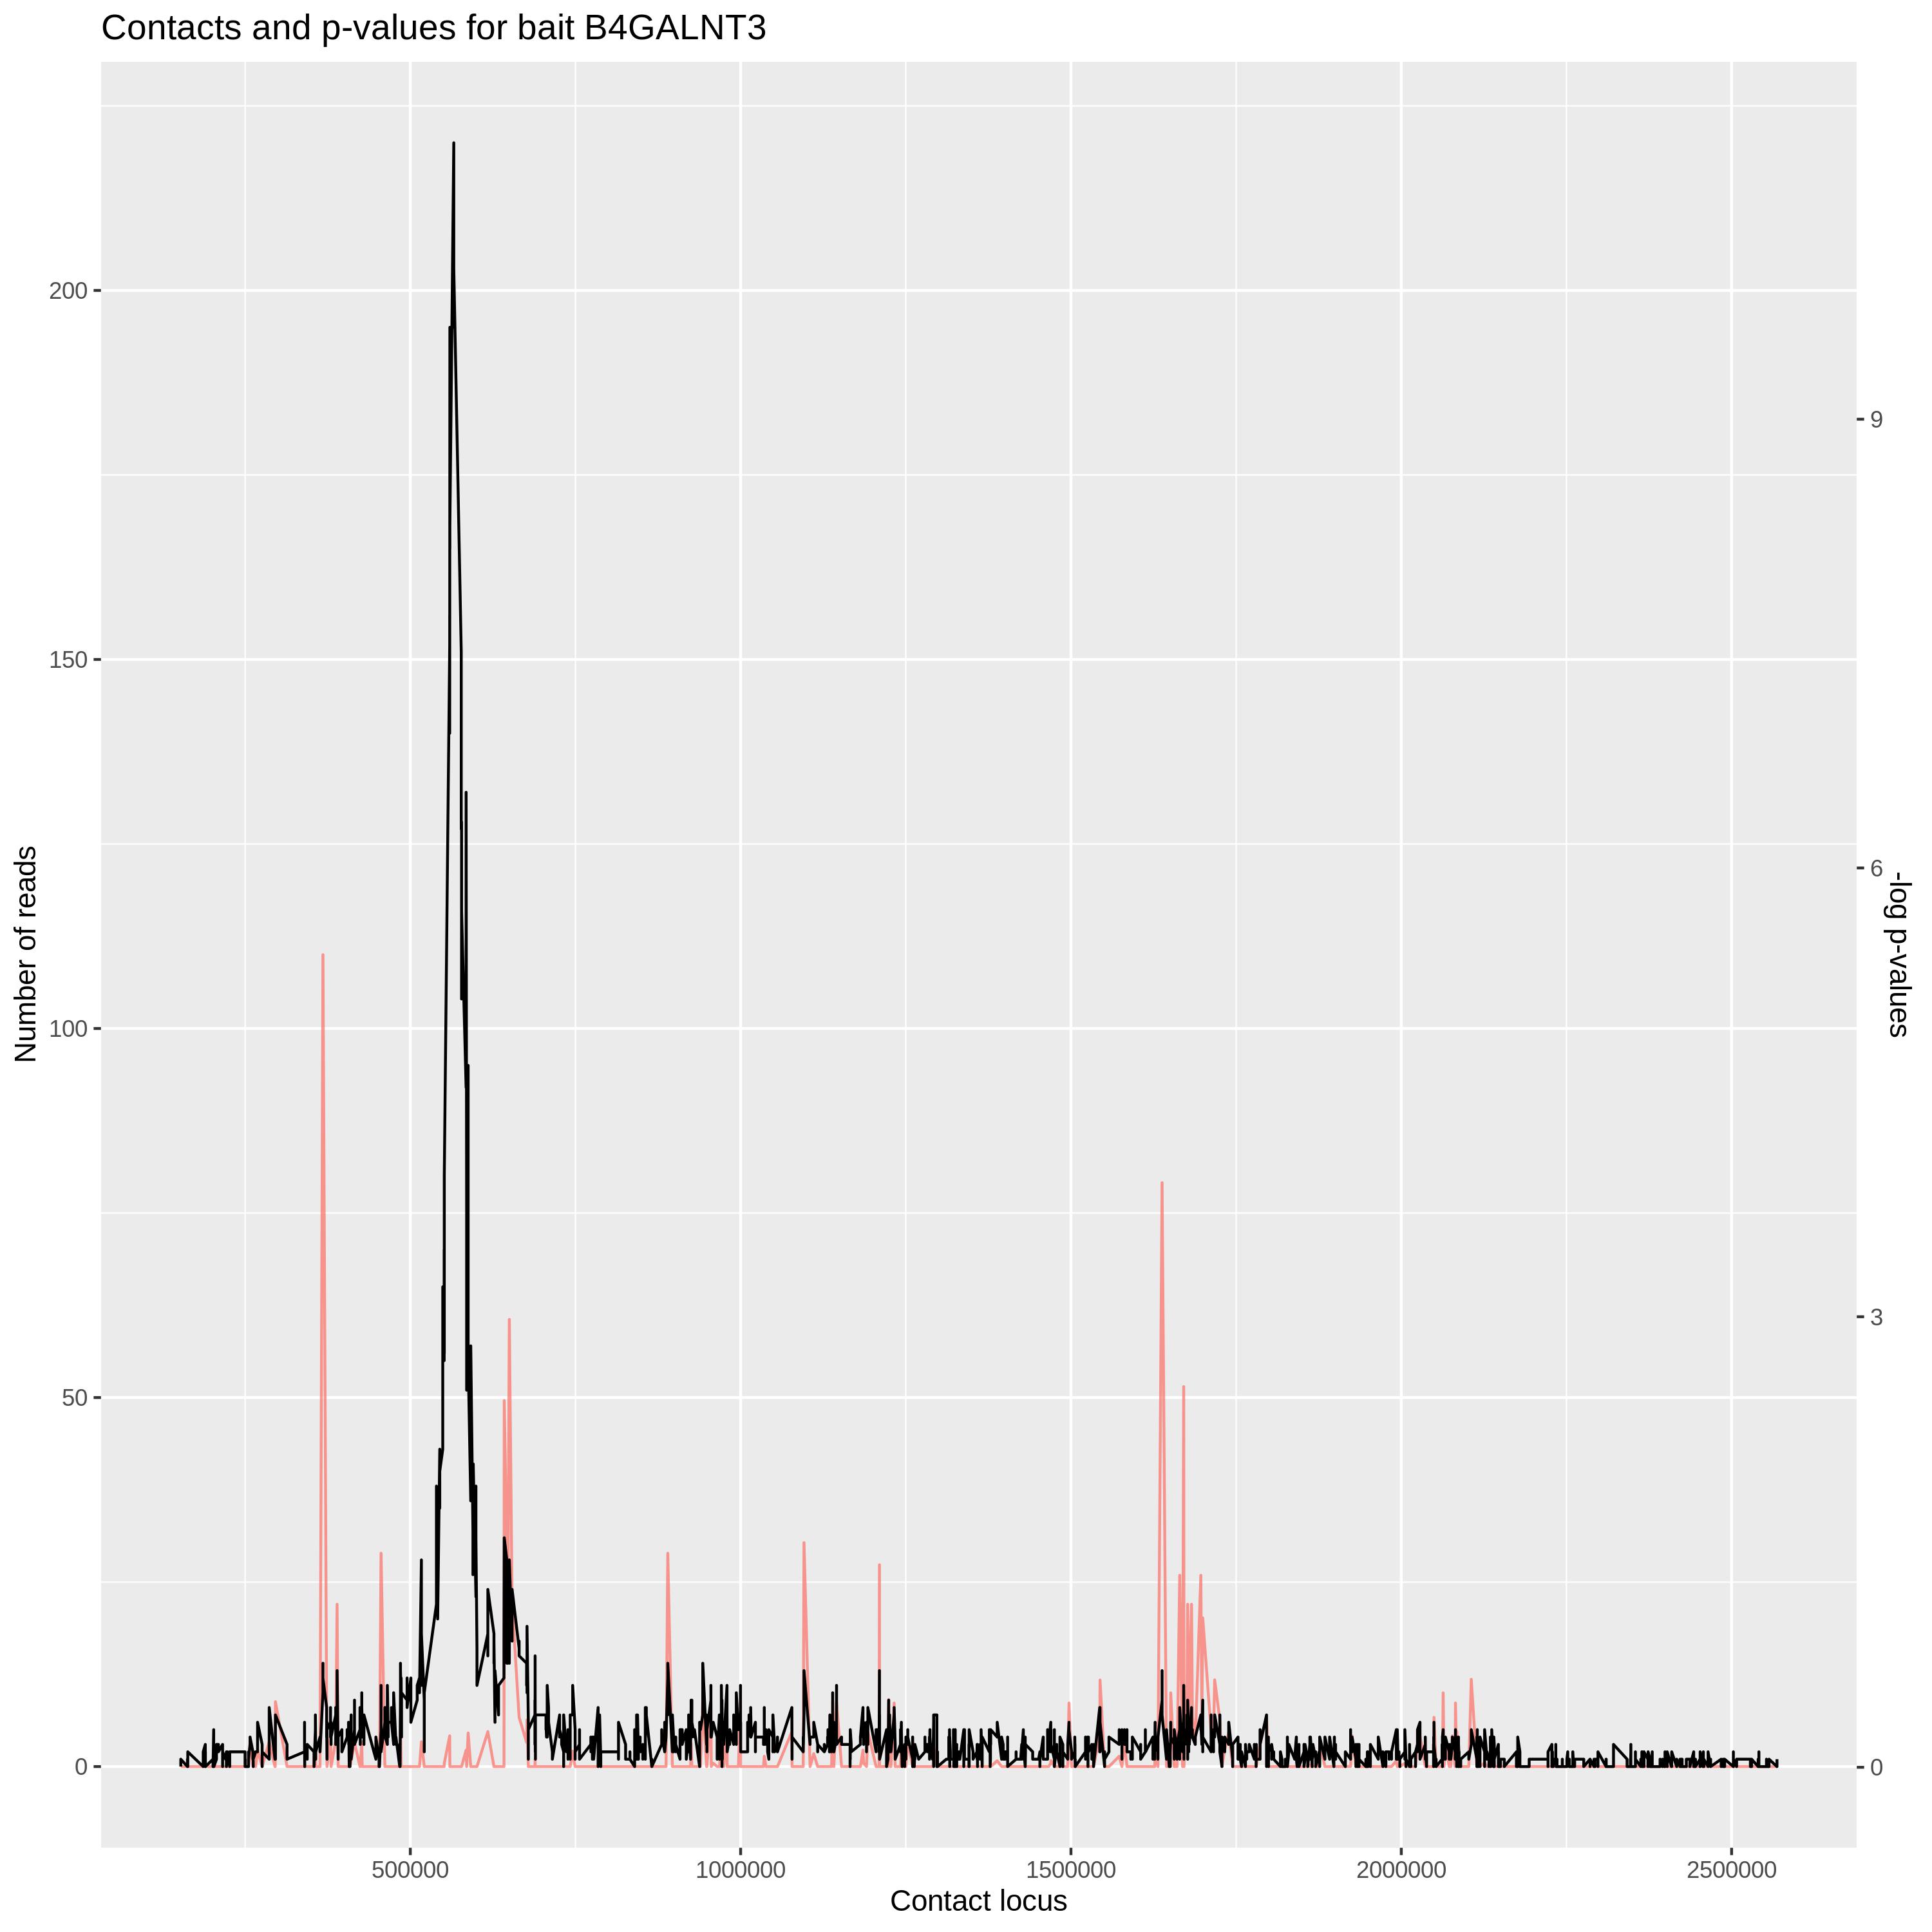 Contacts and p-values for bait B4GALNT3
200
150
100
50
0
Number of reads
9
6
3
0
-log p-values
500000 1000000 1500000 2000000 2500000
Contact locus